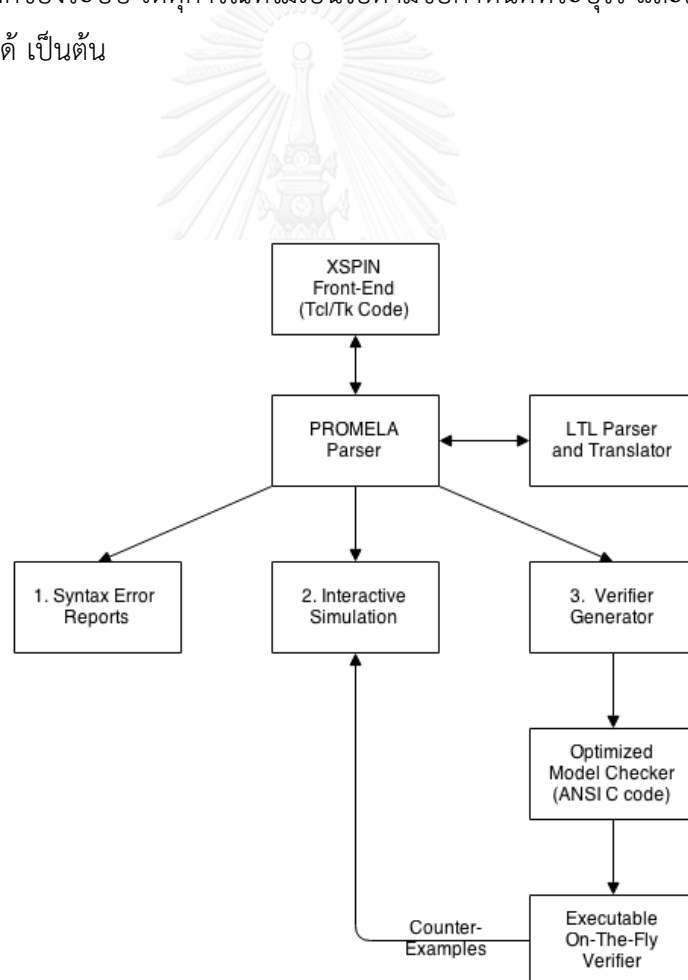 ได้ เป็นต้น
XSPIN
Front-End
(Tcl/Tk Code)
PROMELA
Parser
LTL Parser
and Translator
1. Syntax Error
Reports
2. Interactive
Simulation
3. Verifier
Generator
Optimized
Model Checker
(ANSI C code)
Counter-
Examples
Executable
On-The-Fly
Verifier